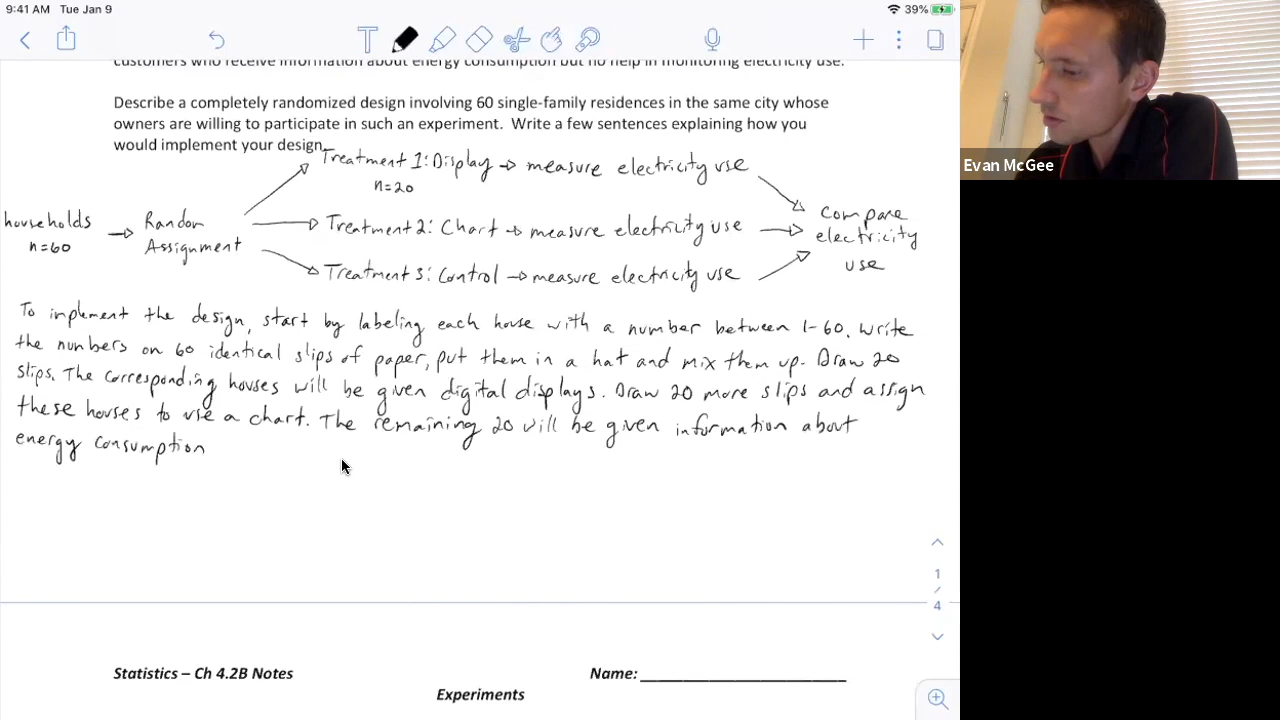 9:41 AM Tue Jan 9
39%
customers who receive information about energy consumption but no help in monitoring electricity use.
Describe a completely randomized design involving 60 single-family residences in the same city whose
owners are willing to participate in such an experiment. Write a few sentences explaining how you
would implement your design.
Treatment 1: Display → measure electricity use
n=20
households → Random Assignment
n=60
Treatment 2: Chart → measure electricity use
Treatment 3: Control → measure electricity use
Compare
electricity
use
To implement the design, start by labeling each house with a number between 1-60. Write
the numbers on 60 identical slips of paper, put them in a hat and mix them up. Draw 20
slips. The corresponding houses will be given digital displays. Draw 20 more slips and assign
these houses to use a chart. The remaining 20 will be given information about
energy consumption
1
/
4
Statistics – Ch 4.2B Notes
Name: ________________________
Experiments
Evan McGee